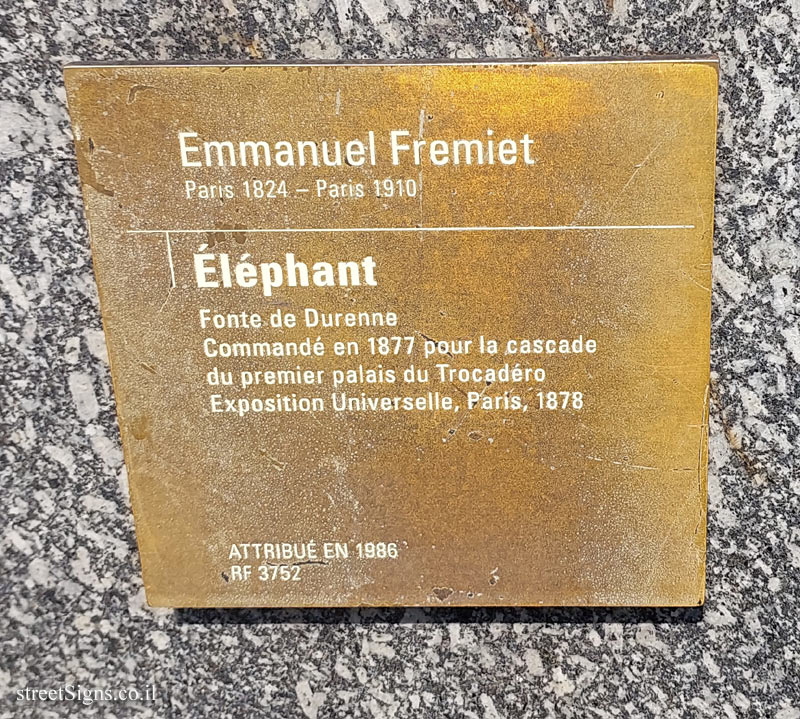 Emmanuel Fremiet
Paris 1824 – Paris 1910
Éléphant
Fonte de Durenne
Commandé en 1877 pour la cascade
du premier palais du Trocadéro
Exposition Universelle, Paris, 1878
ATTRIBUÉ EN 1986
RF 3752
streetSigns.co.il